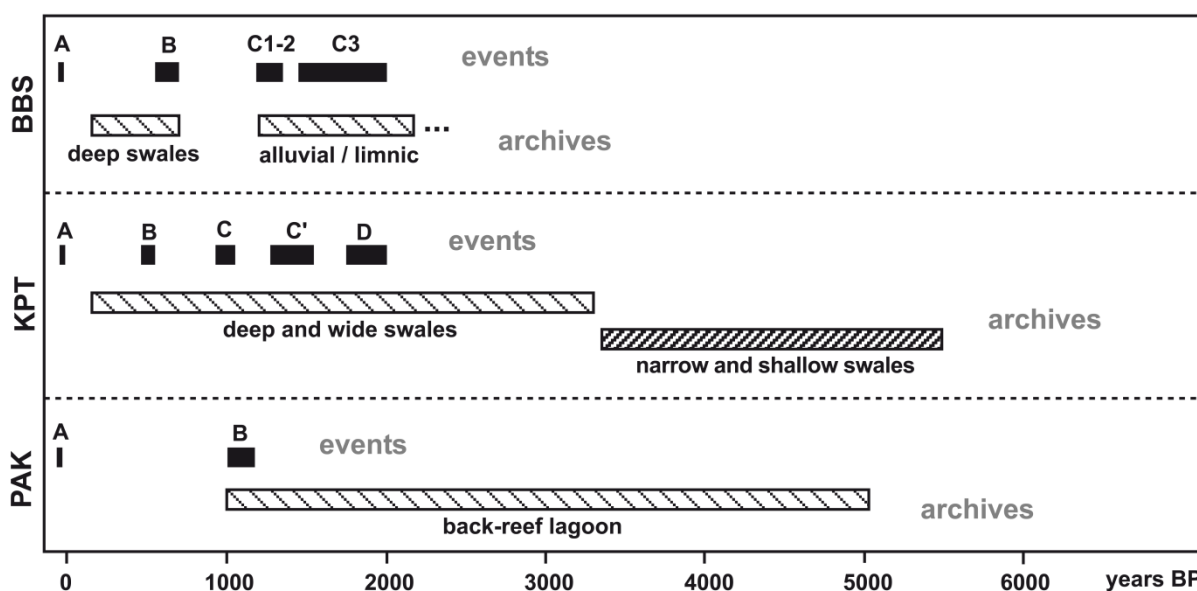 BBS
A B C1-2 C3 events
archives
deep swales alluvial / limnic ...
KPT
A B C C' D events
archives
deep and wide swales
narrow and shallow swales
PAK
A B events
archives
back-reef lagoon
0 1000 2000 3000 4000 5000 6000 years BP